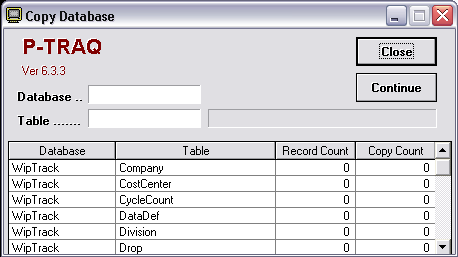 Copy Database
P-TRAQ
Close
Ver 6.3.3
Continue
Database ..
Table .......
Database Table Record Count Copy Count
WipTrack Company 0 0
WipTrack CostCenter 0 0
WipTrack CycleCount 0 0
WipTrack DataDef 0 0
WipTrack Division 0 0
WipTrack Drop 0 0